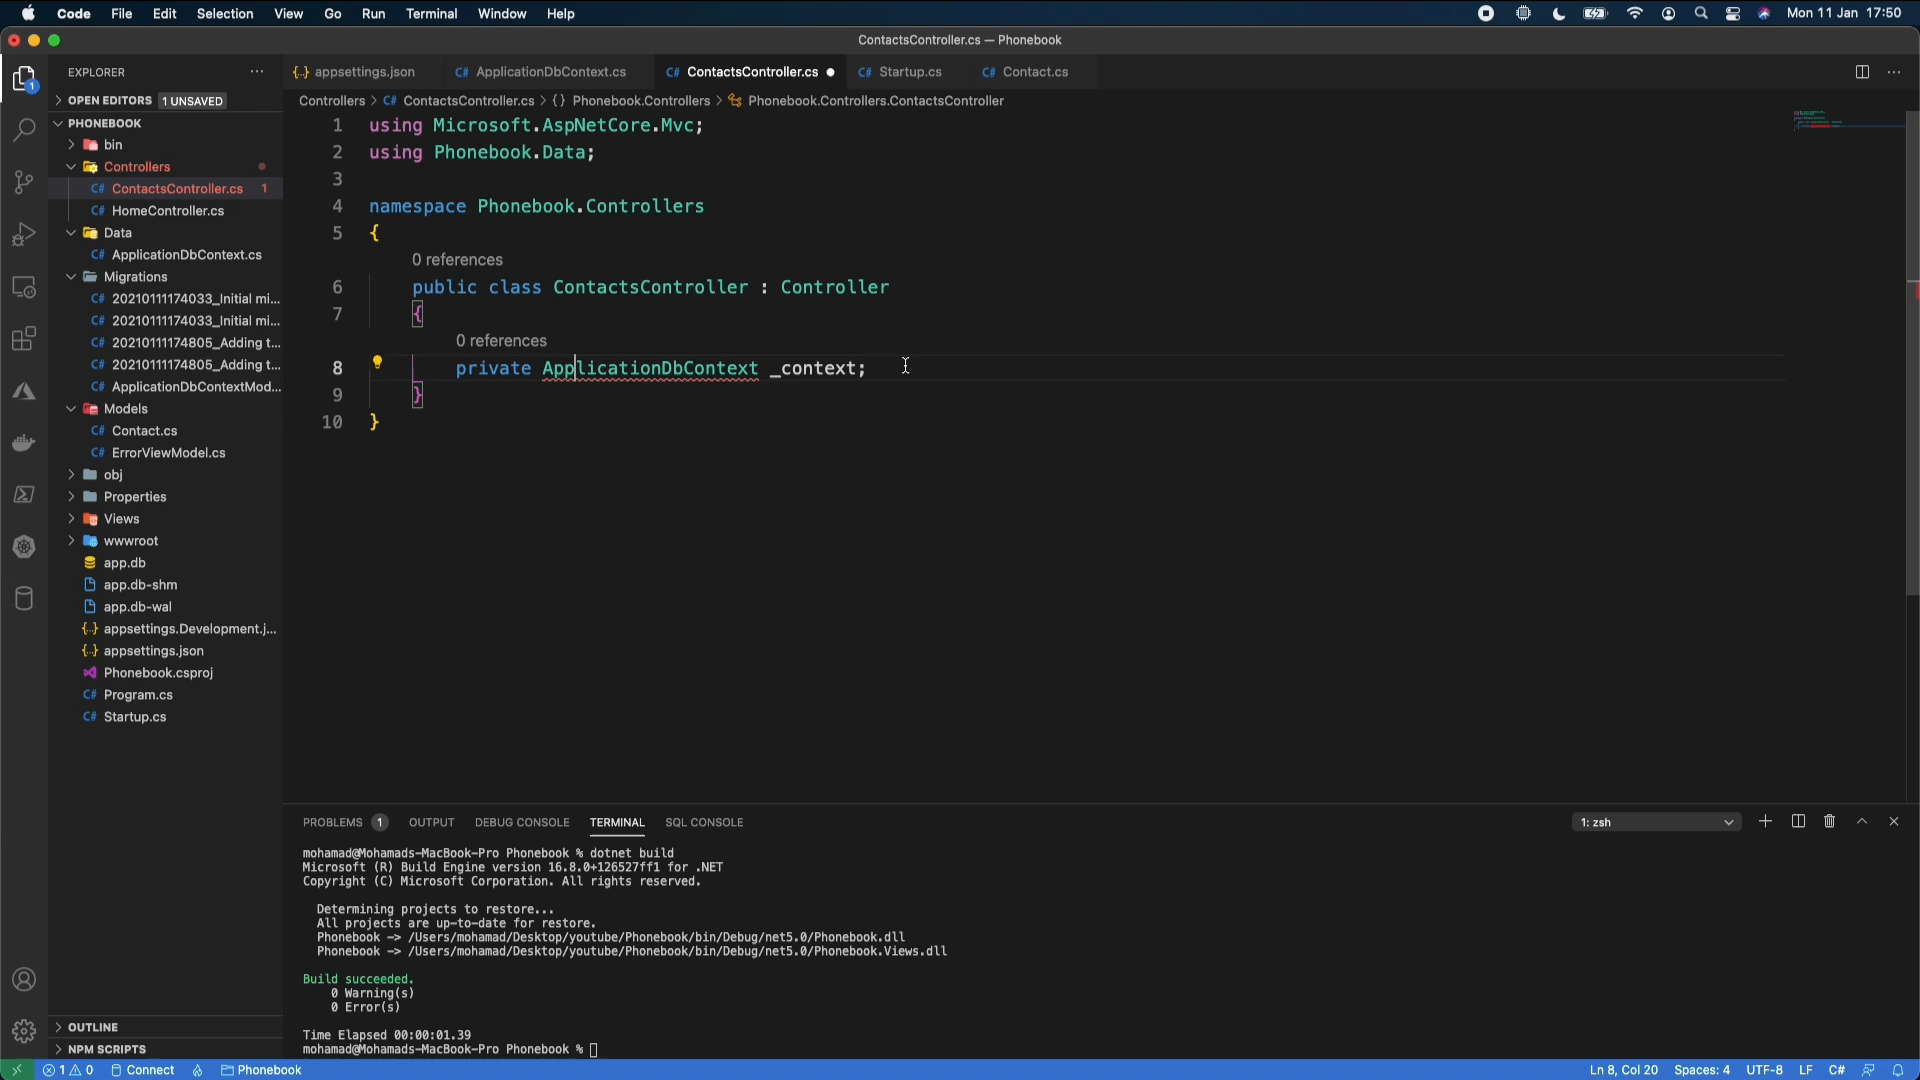 Code File Edit Selection View Go Run Terminal Window Help Mon 11 Jan 17:50
ContactsController.cs — Phonebook
EXPLORER
OPEN EDITORS 1 UNSAVED
PHONEBOOK
bin
Controllers
C# ContactsController.cs 1
C# HomeController.cs
Data
C# ApplicationDbContext.cs
Migrations
C# 20210111174033_Initial mi...
C# 20210111174033_Initial mi...
C# 20210111174805_Adding t...
C# 20210111174805_Adding t...
C# ApplicationDbContextMod...
Models
C# Contact.cs
C# ErrorViewModel.cs
obj
Properties
Views
wwwroot
app.db
app.db-shm
app.db-wal
{..} appsettings.Development.j...
{..} appsettings.json
Phonebook.csproj
C# Program.cs
C# Startup.cs
OUTLINE
NPM SCRIPTS
{..} appsettings.json C# ApplicationDbContext.cs C# ContactsController.cs C# Startup.cs C# Contact.cs
Controllers > C# ContactsController.cs > {} Phonebook.Controllers > Phonebook.Controllers.ContactsController
1 using Microsoft.AspNetCore.Mvc;
2 using Phonebook.Data;
3
4 namespace Phonebook.Controllers
5 {
0 references
6 public class ContactsController : Controller
7 {
0 references
8 private ApplicationDbContext _context;
9 }
10 }
PROBLEMS 1 OUTPUT DEBUG CONSOLE TERMINAL SQL CONSOLE 1: zsh
mohamad@Mohamads-MacBook-Pro Phonebook % dotnet build
Microsoft (R) Build Engine version 16.8.0+126527ff1 for .NET
Copyright (C) Microsoft Corporation. All rights reserved.
Determining projects to restore...
All projects are up-to-date for restore.
Phonebook -> /Users/mohamad/Desktop/youtube/Phonebook/bin/Debug/net5.0/Phonebook.dll
Phonebook -> /Users/mohamad/Desktop/youtube/Phonebook/bin/Debug/net5.0/Phonebook.Views.dll
Build succeeded.
0 Warning(s)
0 Error(s)
Time Elapsed 00:00:01.39
mohamad@Mohamads-MacBook-Pro Phonebook %
1 0 Connect Phonebook Ln 8, Col 20 Spaces: 4 UTF-8 LF C#